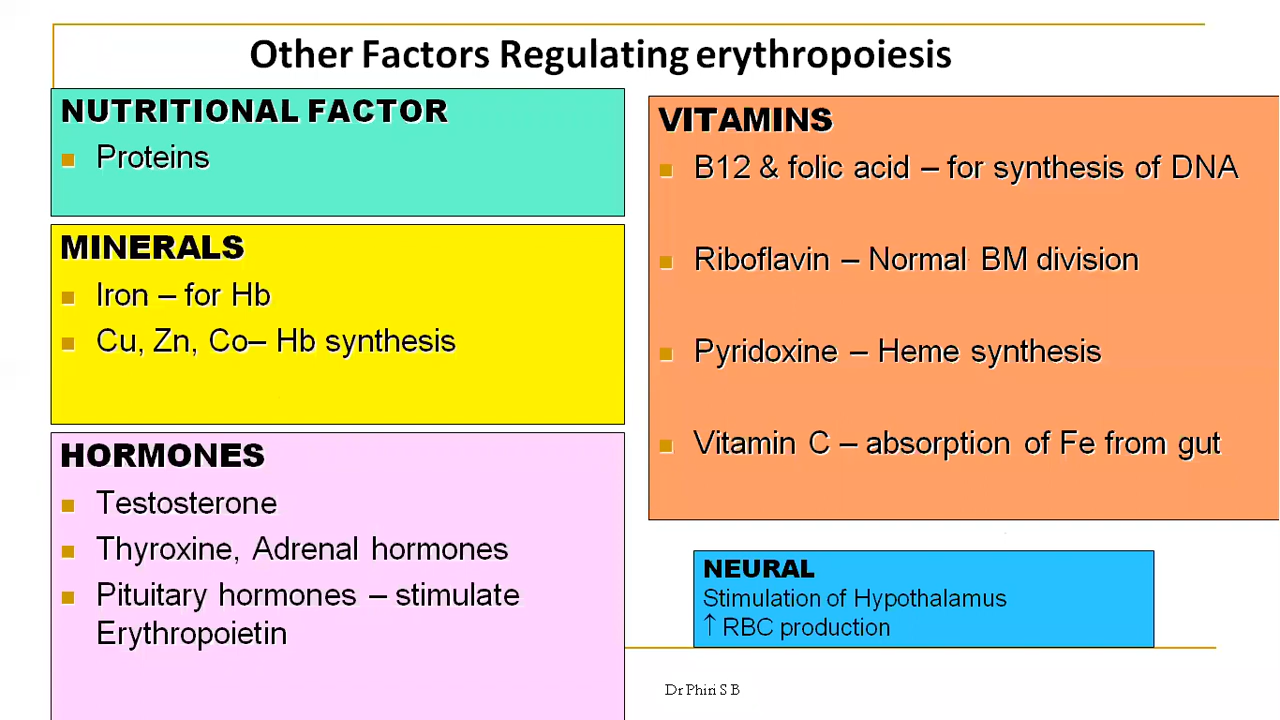 Other Factors Regulating erythropoiesis
NUTRITIONAL FACTOR
Proteins
MINERALS
Iron – for Hb
Cu, Zn, Co– Hb synthesis
HORMONES
Testosterone
Thyroxine, Adrenal hormones
Pituitary hormones – stimulate
Erythropoietin
VITAMINS
B12 & folic acid – for synthesis of DNA
Riboflavin – Normal BM division
Pyridoxine – Heme synthesis
Vitamin C – absorption of Fe from gut
NEURAL
Stimulation of Hypothalamus
↑ RBC production
Dr Phiri S B